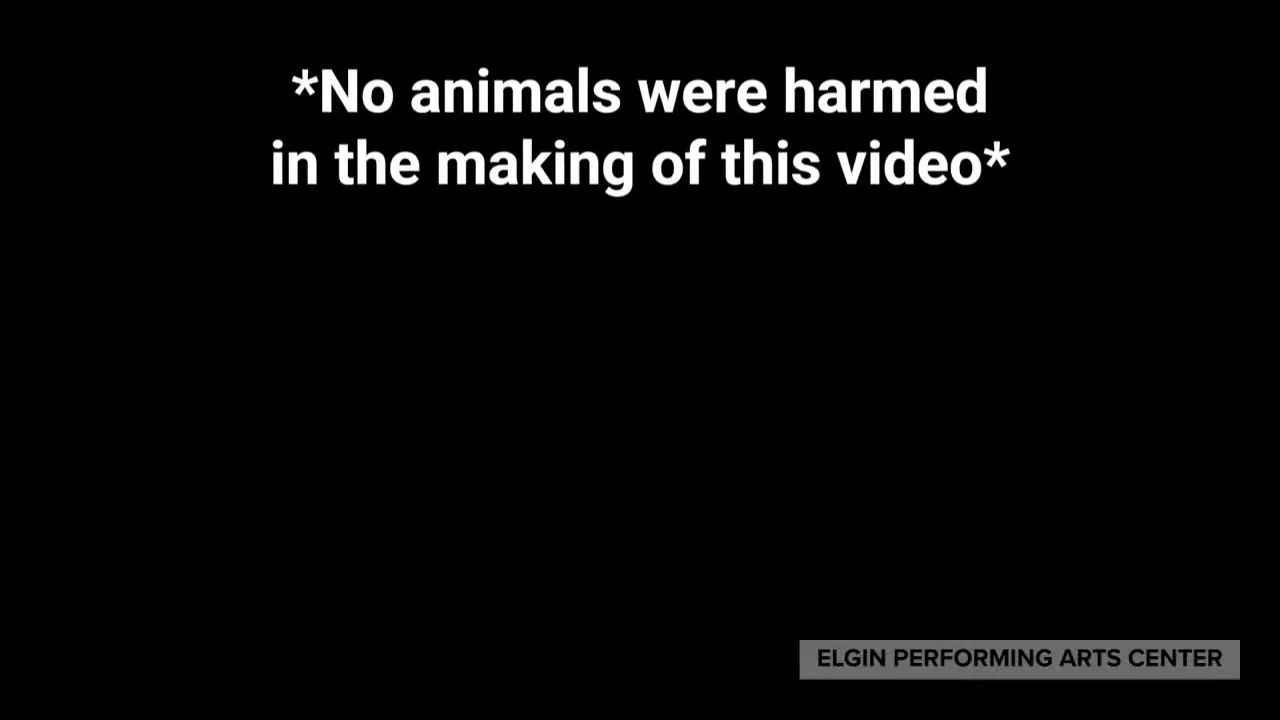 *No animals were harmed
in the making of this video*
ELGIN PERFORMING ARTS CENTER